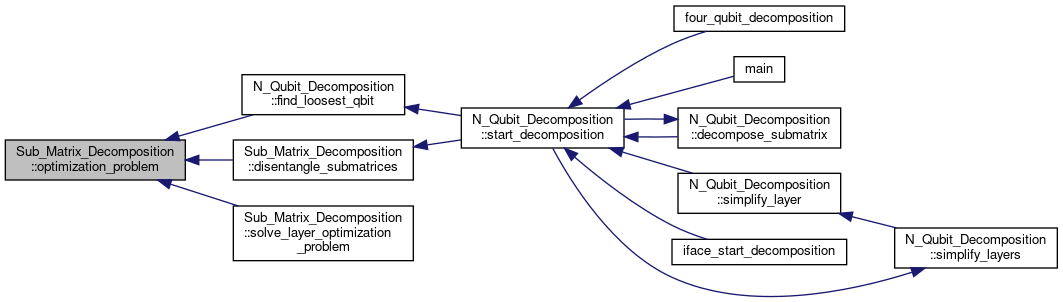 four_qubit_decomposition
main
N_Qubit_Decomposition
::find_loosest_qbit
N_Qubit_Decomposition
::start_decomposition
N_Qubit_Decomposition
::decompose_submatrix
Sub_Matrix_Decomposition
::optimization_problem
Sub_Matrix_Decomposition
::disentangle_submatrices
N_Qubit_Decomposition
::simplify_layer
Sub_Matrix_Decomposition
::solve_layer_optimization
_problem
iface_start_decomposition
N_Qubit_Decomposition
::simplify_layers